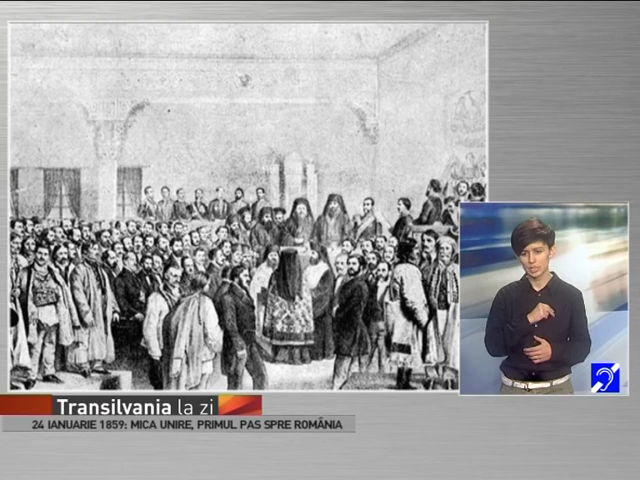 Transilvania la zi
24 IANUARIE 1859: MICA UNIRE, PRIMUL PAS SPRE ROMÂNIA